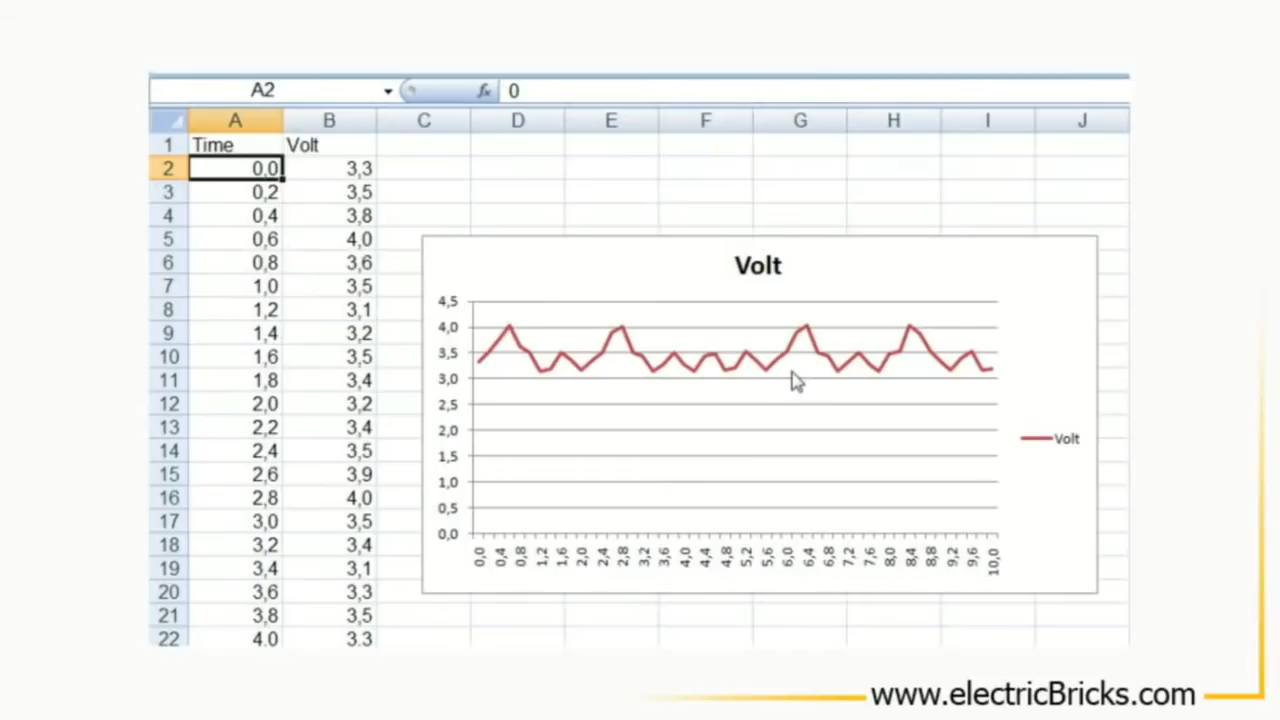 A2 fx 0
A B C D E F G H I J
1 Time Volt
2 0,0 3,3
3 0,2 3,5
4 0,4 3,8
5 0,6 4,0
6 0,8 3,6
7 1,0 3,5
8 1,2 3,1
9 1,4 3,2
10 1,6 3,5
11 1,8 3,4
12 2,0 3,2
13 2,2 3,4
14 2,4 3,5
15 2,6 3,9
16 2,8 4,0
17 3,0 3,5
18 3,2 3,4
19 3,4 3,1
20 3,6 3,3
21 3,8 3,5
22 4,0 3,3
Volt
4,5
4,0
3,5
3,0
2,5
2,0
1,5
1,0
0,5
0,0
0,0 0,4 0,8 1,2 1,6 2,0 2,4 2,8 3,2 3,6 4,0 4,4 4,8 5,2 5,6 6,0 6,4 6,8 7,2 7,6 8,0 8,4 8,8 9,2 9,6 10,0
Volt
www.electricBricks.com